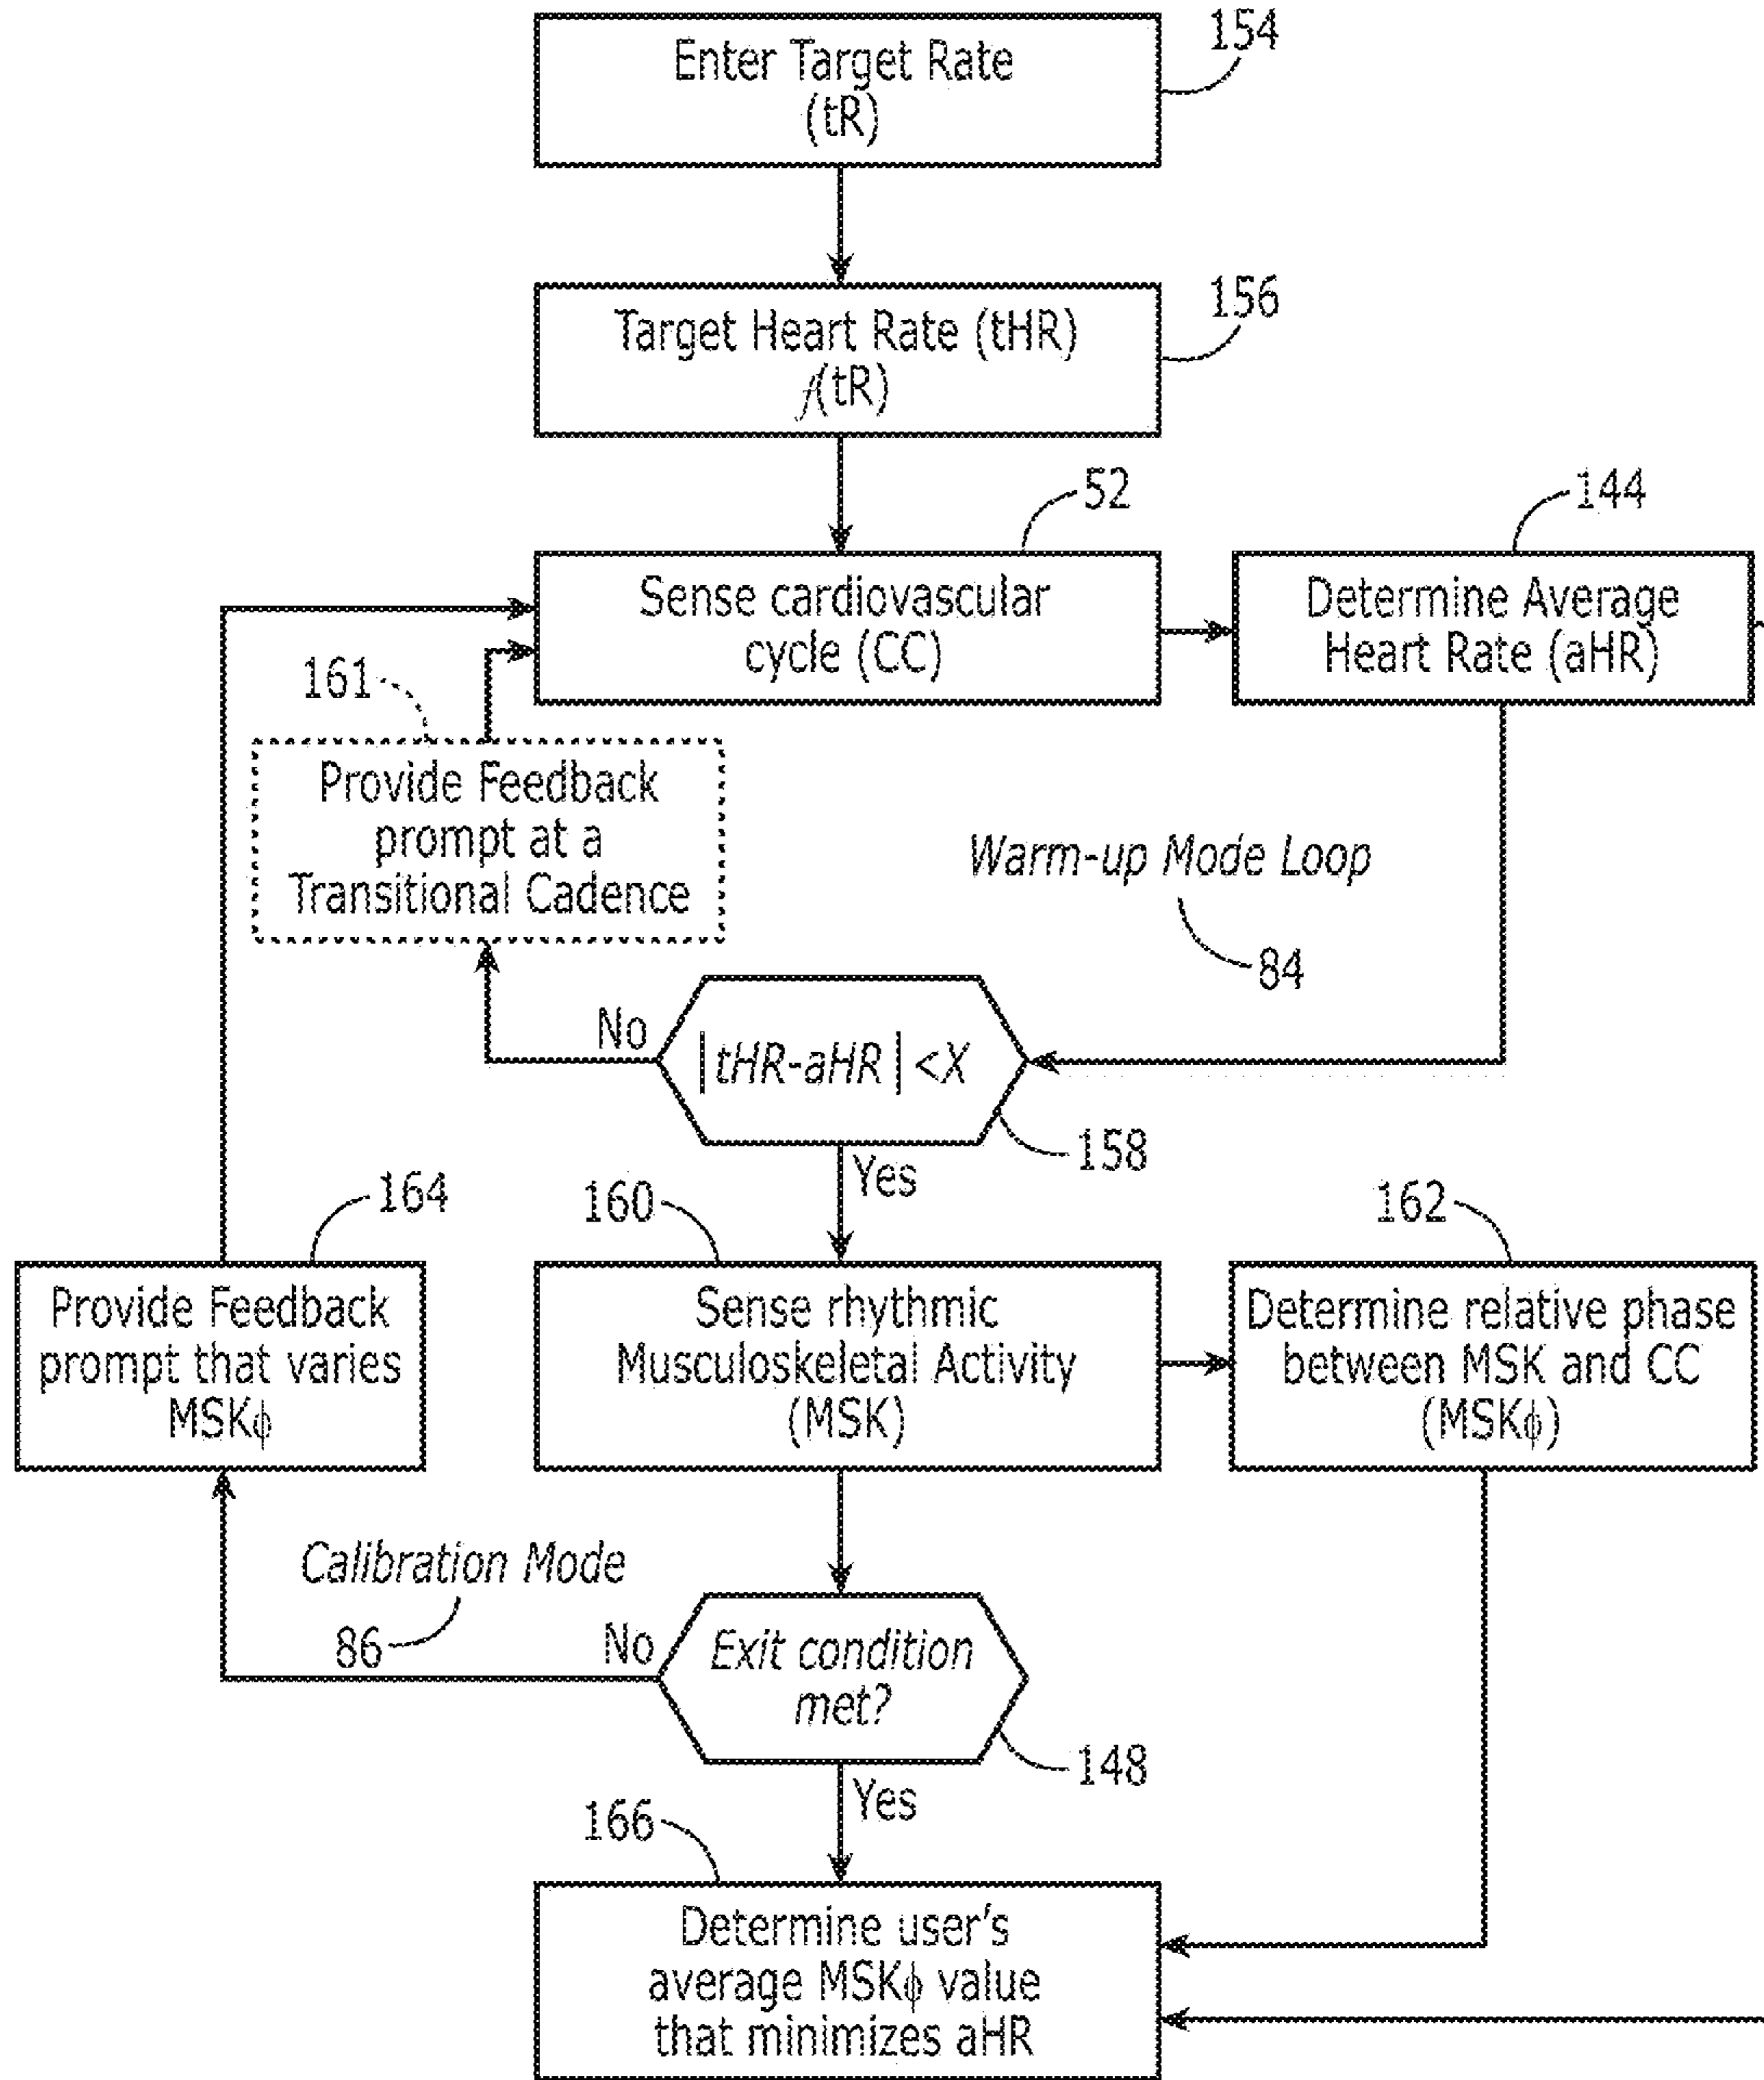 154
Enter Target Rate
(tR)
156
Target Heart Rate (tHR)
f(tR)
52
144
Sense cardiovascular
cycle (CC)
Determine Average
Heart Rate (aHR)
161
Provide Feedback
prompt at a
Transitional Cadence
Warm-up Mode Loop
84
No
|tHR-aHR|<X
158
Yes
164
160
162
Provide Feedback
prompt that varies
MSKϕ
Sense rhythmic
Musculoskeletal Activity
(MSK)
Determine relative phase
between MSK and CC
(MSKϕ)
Calibration Mode
86
No
Exit condition
met?
148
Yes
166
Determine user's
average MSKϕ value
that minimizes aHR